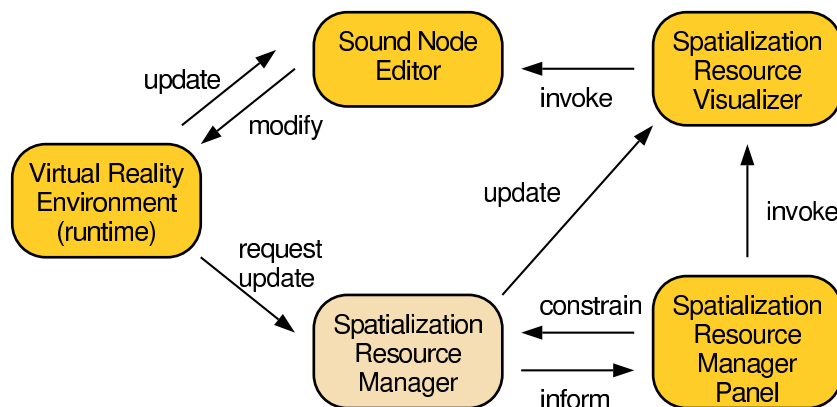 Sound Node
Editor
Spatialization
Resource
Visualizer
update
modify
invoke
Virtual Reality
Environment
(runtime)
update
invoke
request
update
Spatialization
Resource
Manager
constrain
inform
Spatialization
Resource
Manager
Panel